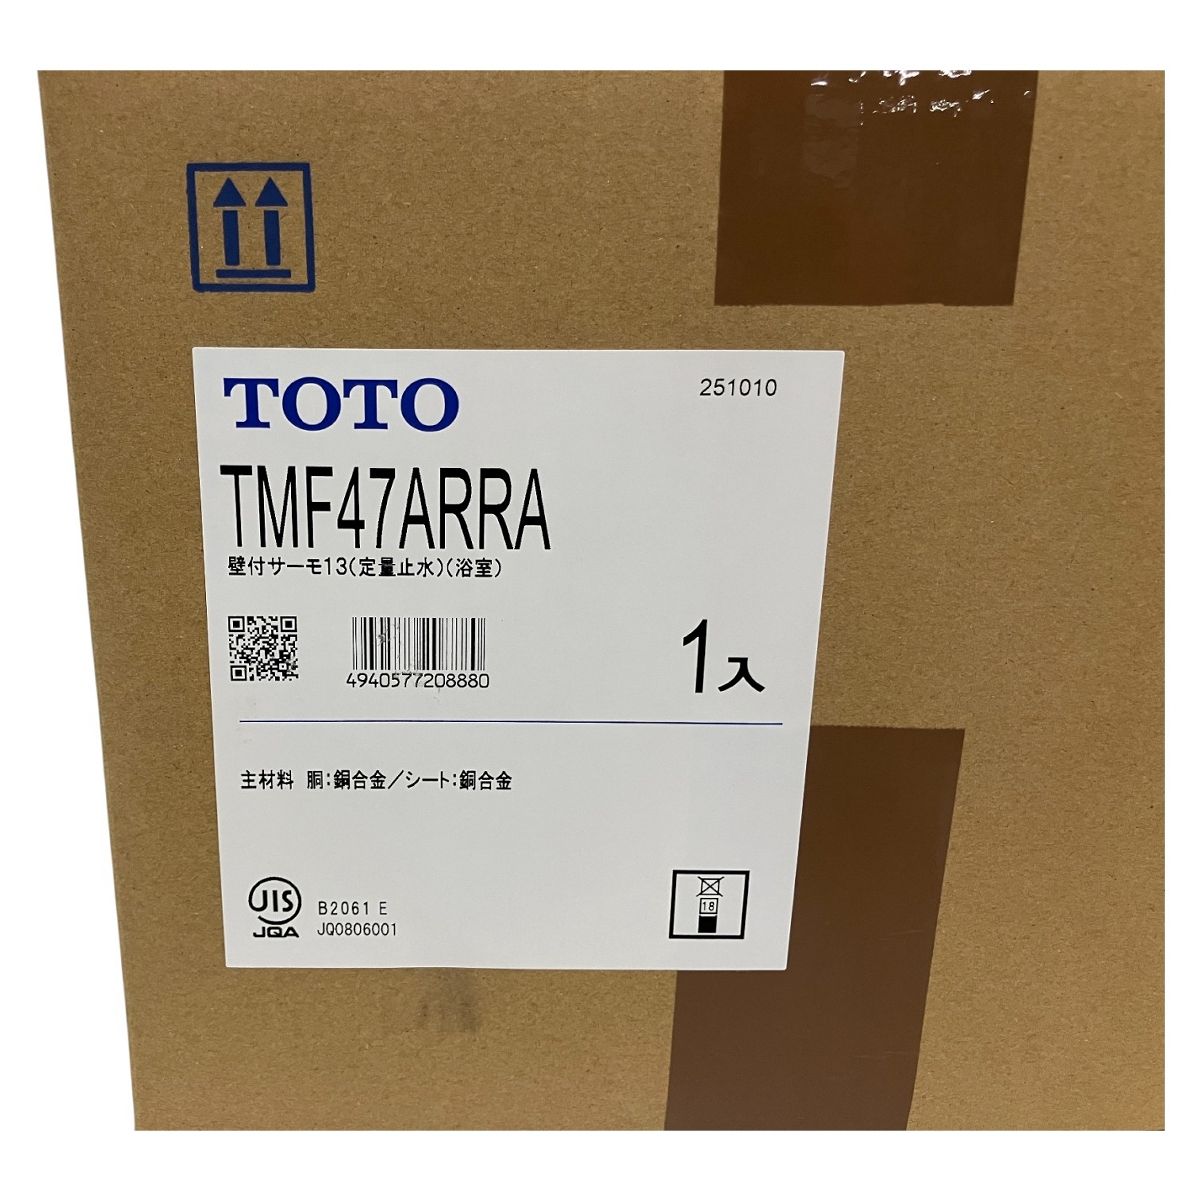 TOTO
251010
TMF47ARRA
壁付サーモ13(定量止水)(浴室)
4940577208880
1入
主材料 胴:銅合金/シート:銅合金
JIS
JQA
B2061 E
JQ0806001
18